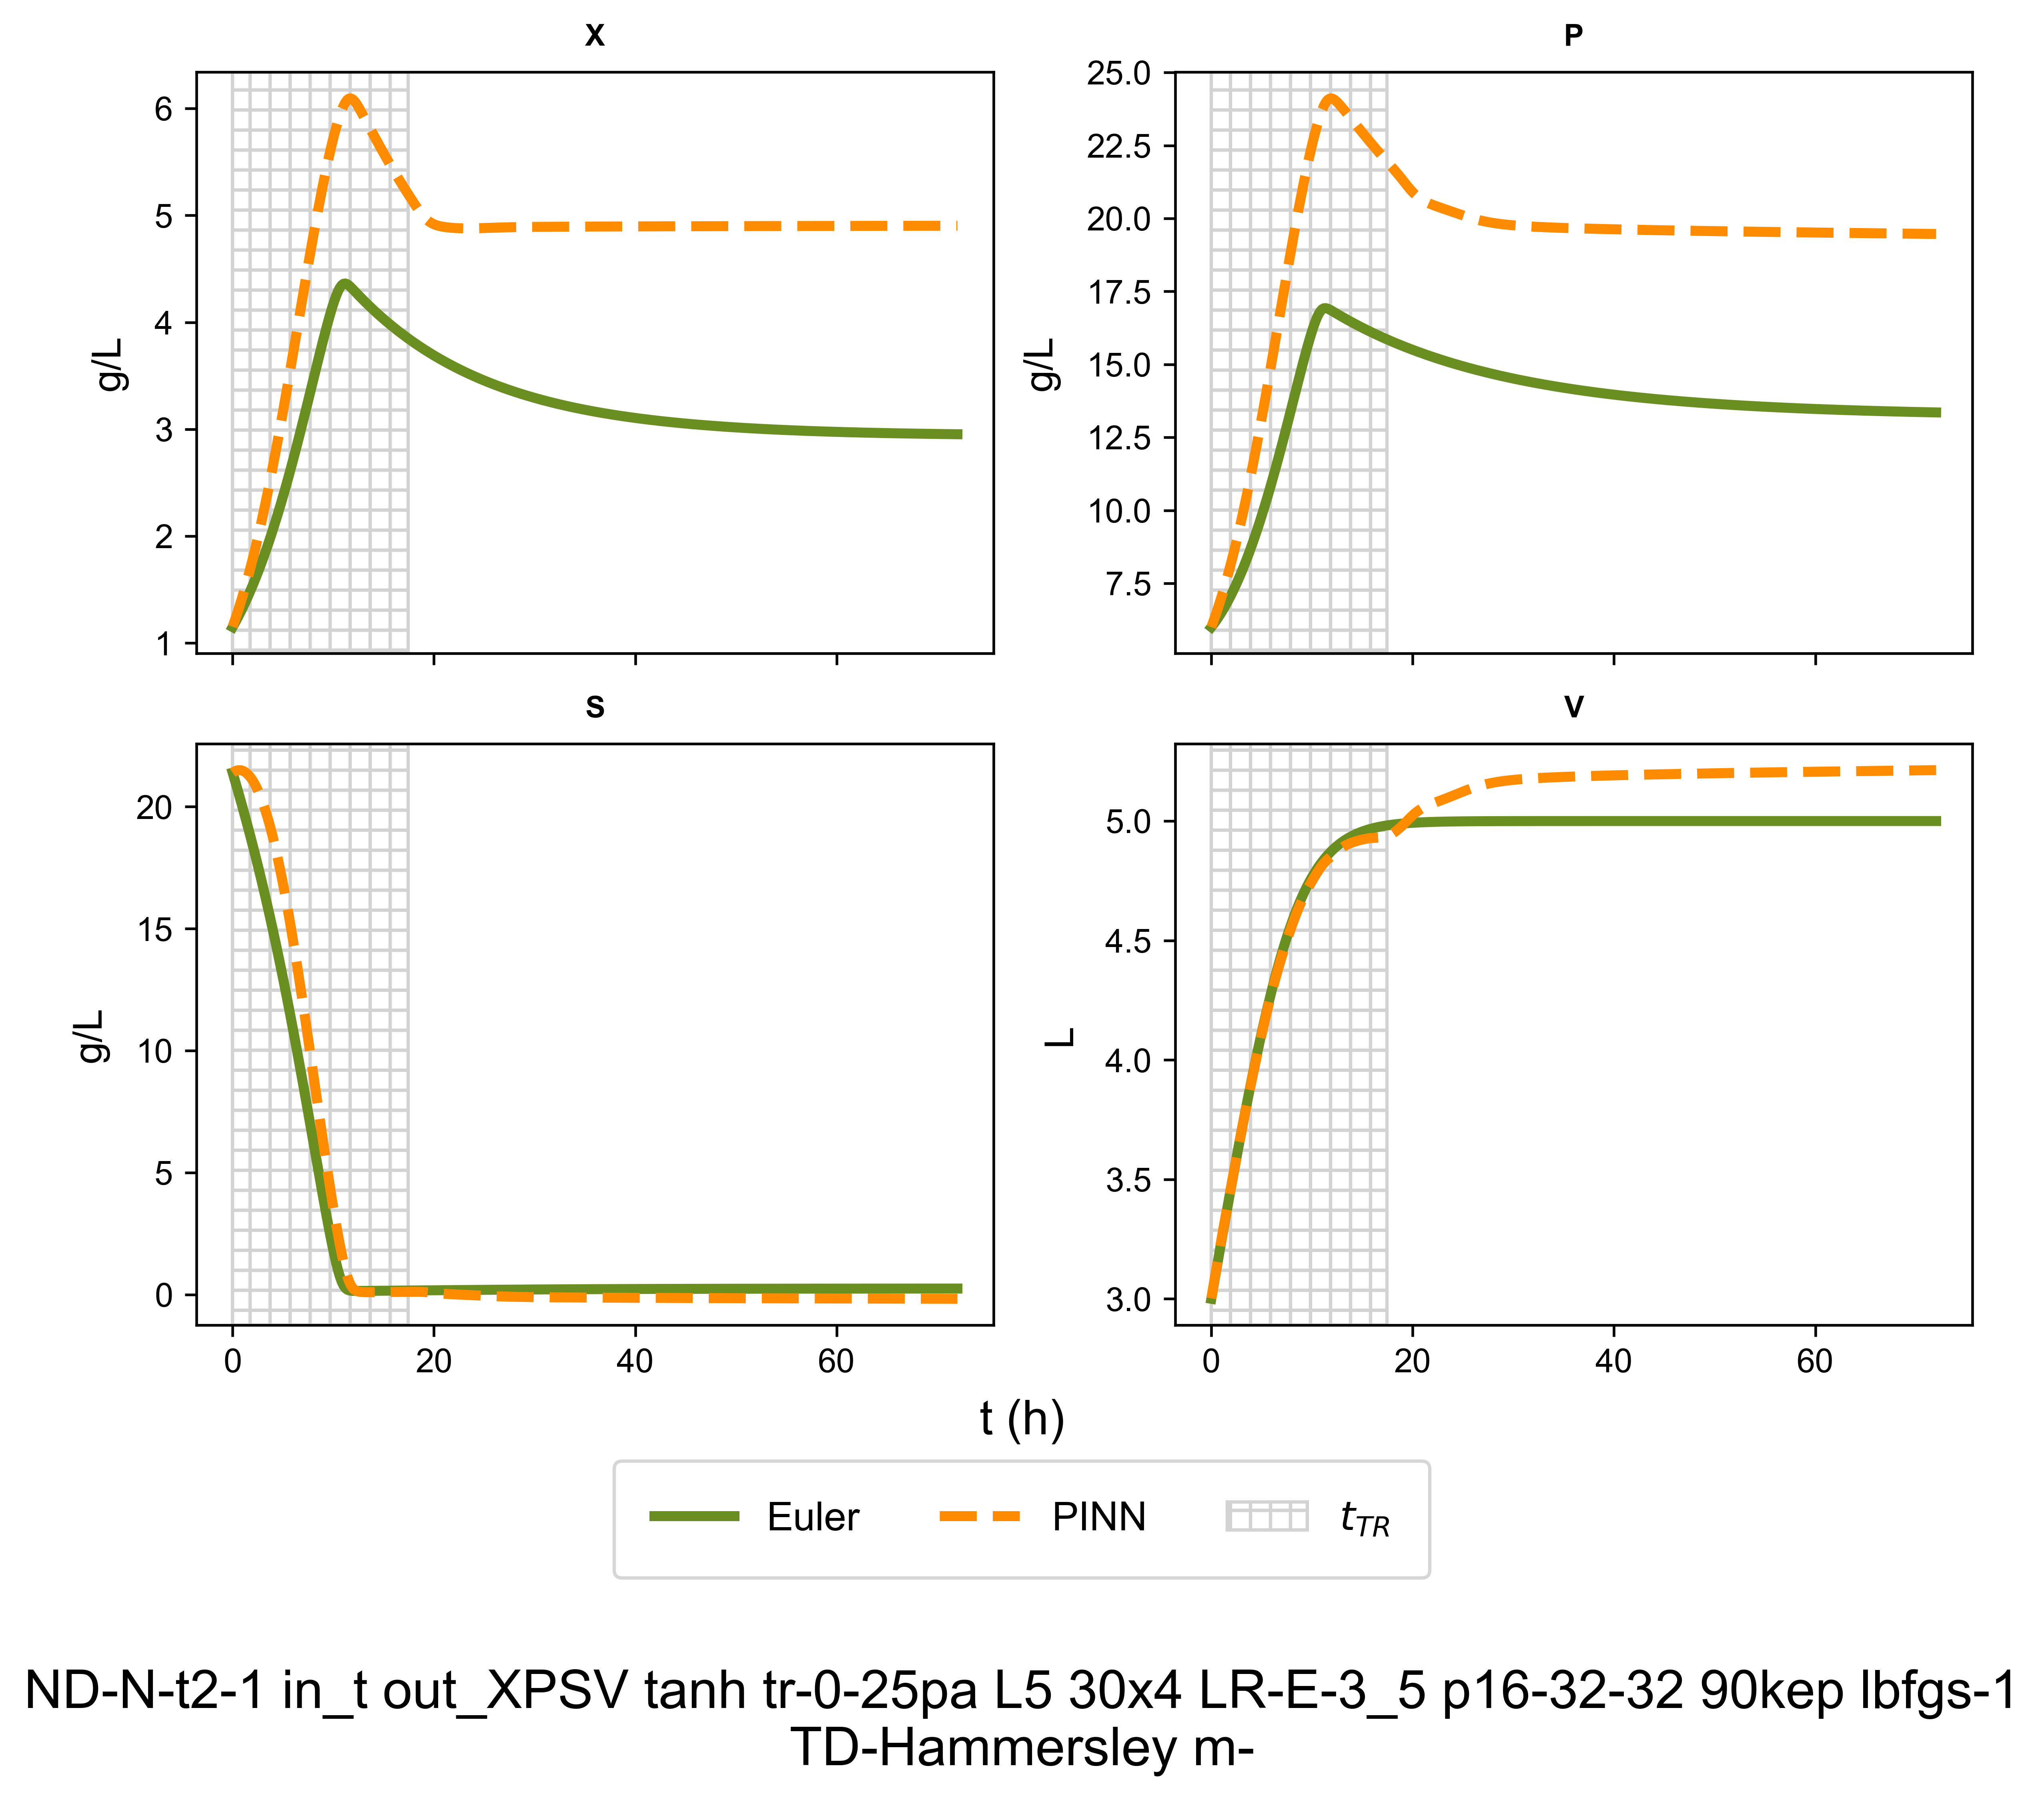 X
6
5
4
3
2
1
g/L
P
25.0
22.5
20.0
17.5
15.0
12.5
10.0
7.5
g/L
S
20
15
10
5
0
g/L
0 20 40 60
V
5.0
4.5
4.0
3.5
3.0
L
0 20 40 60
t (h)
Euler PINN t_TR
ND-N-t2-1 in_t out_XPSV tanh tr-0-25pa L5 30x4 LR-E-3_5 p16-32-32 90kep lbfgs-1
TD-Hammersley m-